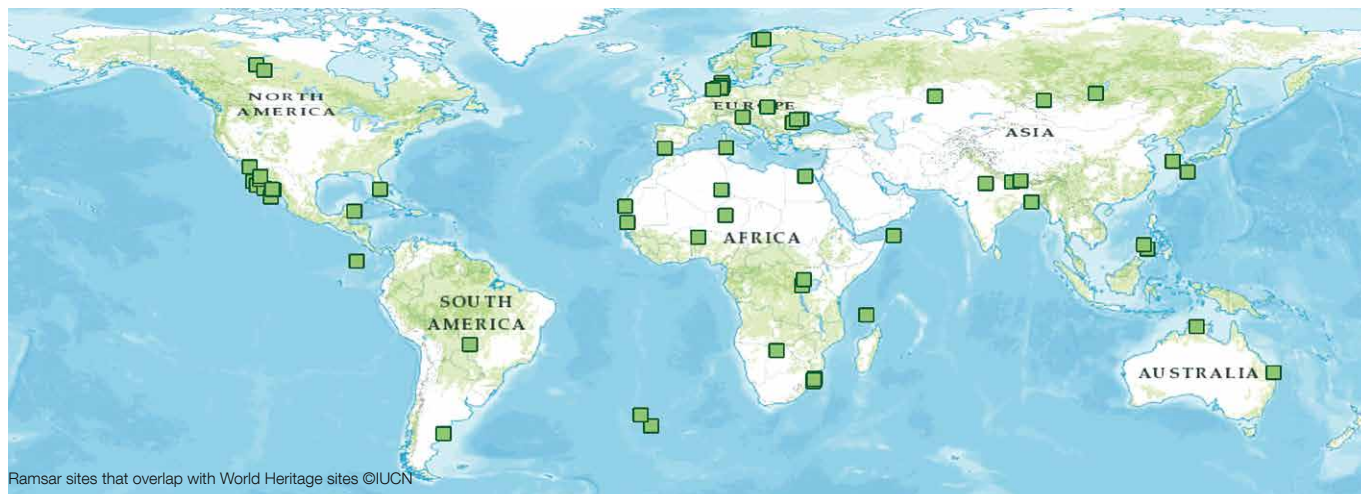 NORTH
AMERICA
EUROPE
ASIA
AFRICA
SOUTH
AMERICA
AUSTRALIA
Ramsar sites that overlap with World Heritage sites ©IUCN